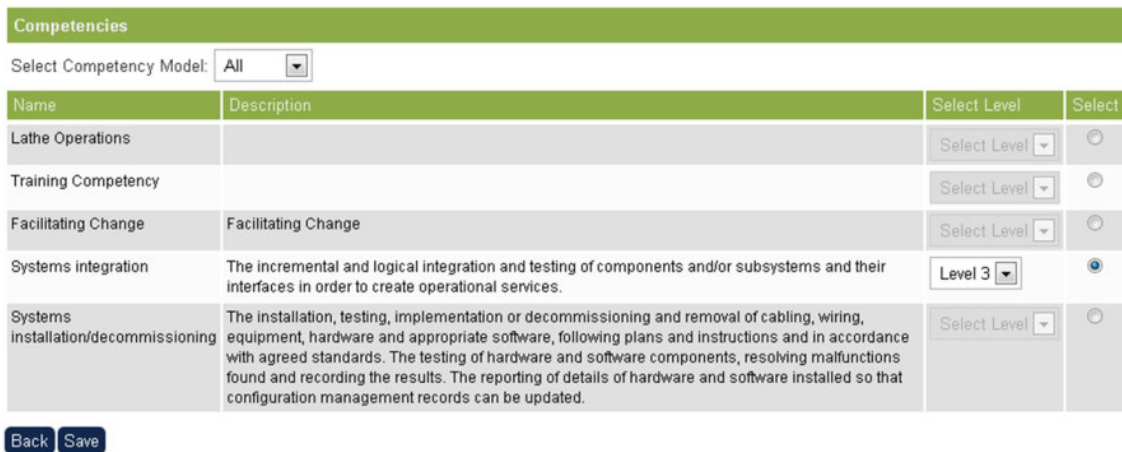 Competencies
Select Competency Model: All
Name Description Select Level Select
Lathe Operations Select Level
Training Competency Select Level
Facilitating Change Facilitating Change Select Level
Systems integration The incremental and logical integration and testing of components and/or subsystems and their
interfaces in order to create operational services. Level 3
Systems
installation/decommissioning
The installation, testing, implementation or decommissioning and removal of cabling, wiring,
equipment, hardware and appropriate software, following plans and instructions and in accordance
with agreed standards. The testing of hardware and software components, resolving malfunctions
found and recording the results. The reporting of details of hardware and software installed so that
configuration management records can be updated.
Select Level
Back Save